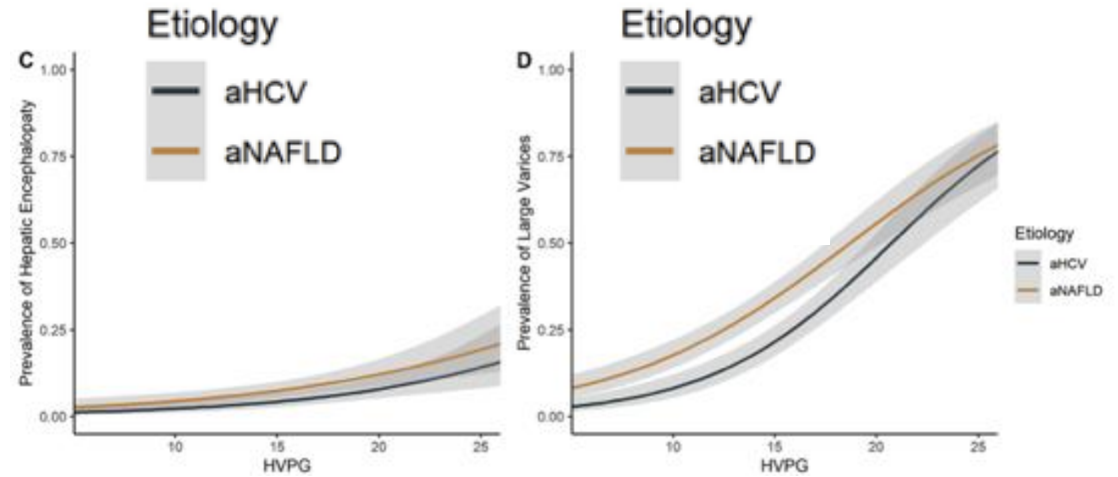 Etiology
aHCV
aNAFLD
C
Prevalence of Hepatic Encephalopaty
1.00
0.75
0.50
0.25
0.00
10
15
20
25
HVPG
Etiology
aHCV
aNAFLD
D
Prevalence of Large Varices
1.00
0.75
0.50
0.25
0.00
10
15
20
25
HVPG
Etiology
aHCV
aNAFLD